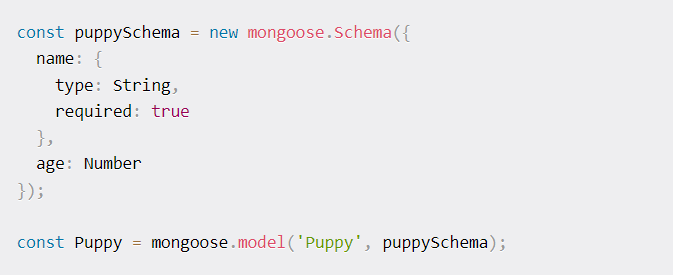 const puppySchema = new mongoose.Schema({
  name: {
    type: String,
    required: true
  },
  age: Number
});
const Puppy = mongoose.model('Puppy', puppySchema);